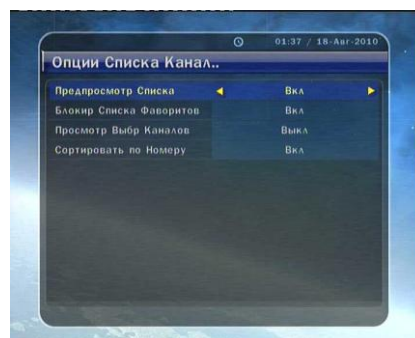 01:37 / 18-Авг-2010
Опции Списка Канал..
Предпросмотр Списка Вкл
Блокир Списка Фаворитов Вкл
Просмотр Выбр Каналов Выкл
Сортировать по Номеру Вкл